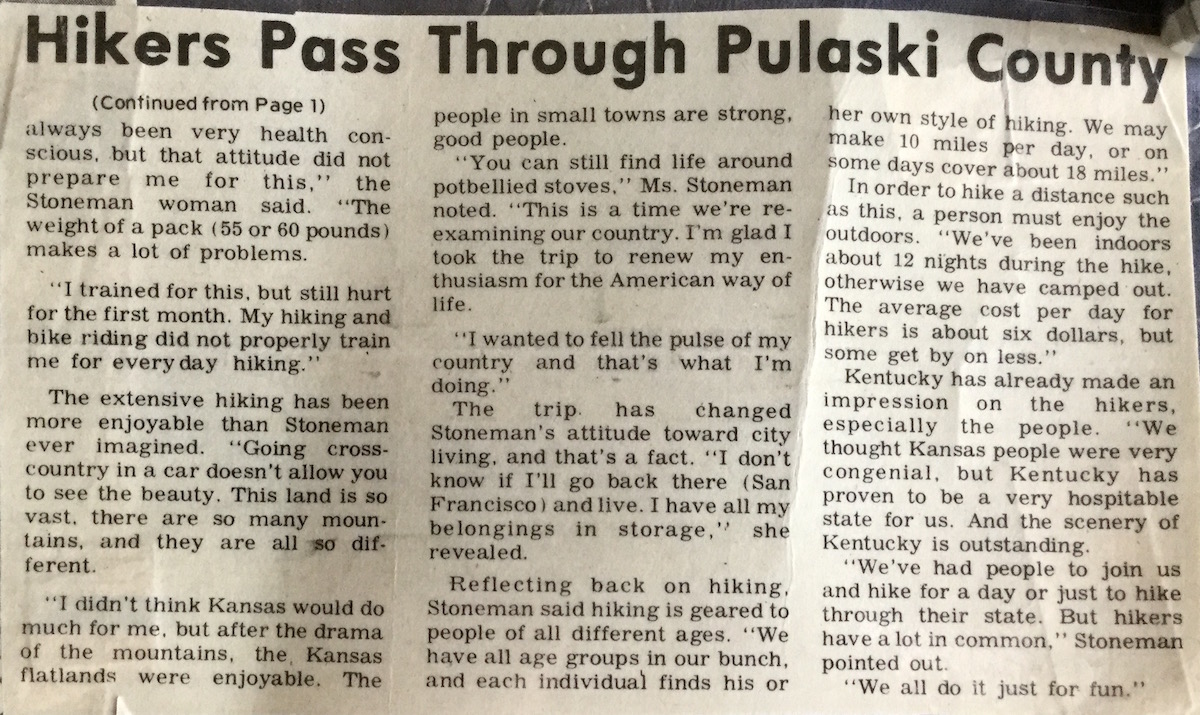 Hikers Pass Through Pulaski County
(Continued from Page 1)
always been very health con-
scious, but that attitude did not
prepare me for this,'' the
Stoneman woman said. ''The
weight of a pack (55 or 60 pounds)
makes a lot of problems.
''I trained for this, but still hurt
for the first month. My hiking and
bike riding did not properly train
me for everyday hiking.''
The extensive hiking has been
more enjoyable than Stoneman
ever imagined. ''Going cross-
country in a car doesn't allow you
to see the beauty. This land is so
vast, there are so many moun-
tains, and they are all so dif-
ferent.
''I didn't think Kansas would do
much for me, but after the drama
of the mountains, the Kansas
flatlands were enjoyable. The
people in small towns are strong,
good people.
''You can still find life around
potbellied stoves,'' Ms. Stoneman
noted. ''This is a time we're re-
examining our country. I'm glad I
took the trip to renew my en-
thusiasm for the American way of
life.
''I wanted to fell the pulse of my
country and that's what I'm
doing.''
The trip has changed
Stoneman's attitude toward city
living, and that's a fact. ''I don't
know if I'll go back there (San
Francisco) and live. I have all my
belongings in storage,'' she
revealed.
Reflecting back on hiking,
Stoneman said hiking is geared to
people of all different ages. ''We
have all age groups in our bunch,
and each individual finds his or
her own style of hiking. We may
make 10 miles per day, or on
some days cover about 18 miles.''
In order to hike a distance such
as this, a person must enjoy the
outdoors. ''We've been indoors
about 12 nights during the hike,
otherwise we have camped out.
The average cost per day for
hikers is about six dollars, but
some get by on less.''
Kentucky has already made an
impression on the hikers,
especially the people. ''We
thought Kansas people were very
congenial, but Kentucky has
proven to be a very hospitable
state for us. And the scenery of
Kentucky is outstanding.
''We've had people to join us
and hike for a day or just to hike
through their state. But hikers
have a lot in common,'' Stoneman
pointed out.
''We all do it just for fun.''